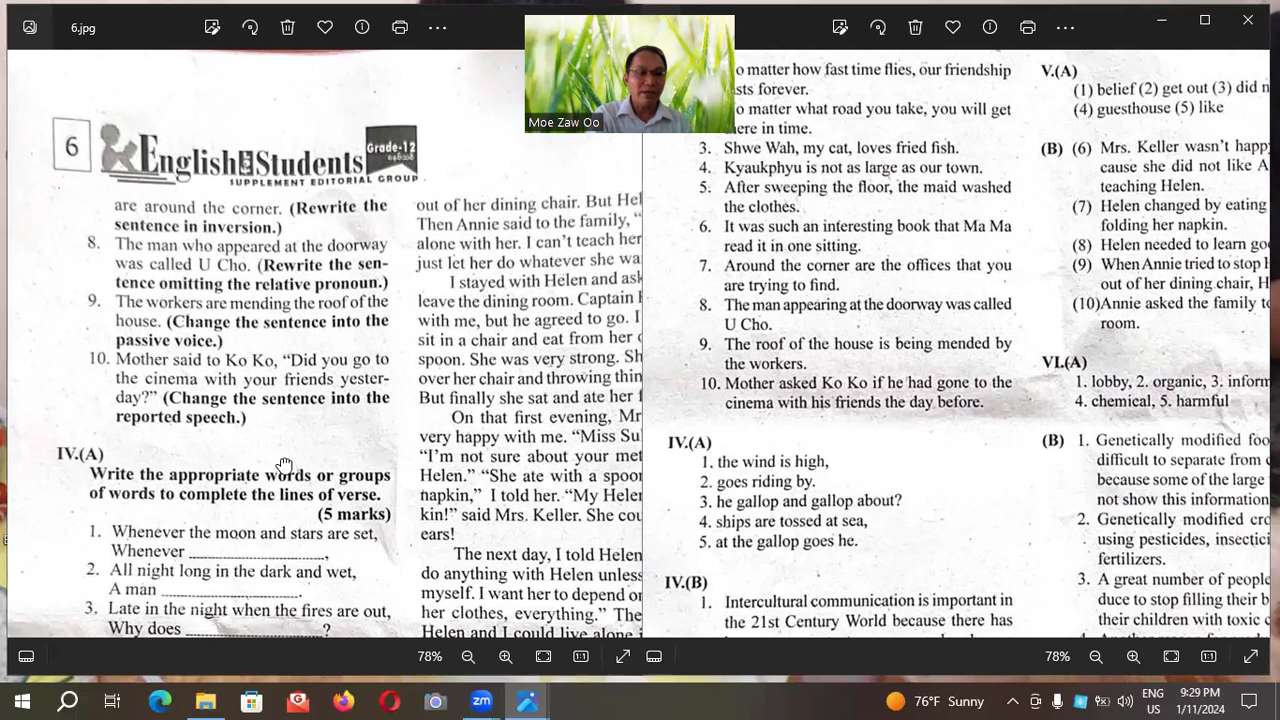 6.jpg
Moe Zaw Oo
6
English Students
Grade-12
SUPPLEMENT EDITORIAL GROUP
are around the corner. (Rewrite the
sentence in inversion.)
8. The man who appeared at the doorway
was called U Cho. (Rewrite the sen-
tence omitting the relative pronoun.)
9. The workers are mending the roof of the
house. (Change the sentence into the
passive voice.)
10. Mother said to Ko Ko, “Did you go to
the cinema with your friends yester-
day?” (Change the sentence into the
reported speech.)
IV.(A)
Write the appropriate words or groups
of words to complete the lines of verse.
(5 marks)
1. Whenever the moon and stars are set,
Whenever ,
2. All night long in the dark and wet,
A man .
3. Late in the night when the fires are out,
Why does ?
out of her dining chair. But Hel
Then Annie said to the family, “
alone with her. I can’t teach her
just let her do whatever she wa
I stayed with Helen and ask
leave the dining room. Captain
with me, but he agreed to go. I
sit in a chair and eat from her
spoon. She was very strong. Sh
over her chair and throwing thin
But finally she sat and ate her
On that first evening, Mr
very happy with me. “Miss Su
“I’m not sure about your met
Helen.” “She ate with a spoo
napkin,” I told her. “My Hele
kin!” said Mrs. Keller. She cou
ears!
The next day, I told Helen
do anything with Helen unless
myself. I want her to depend o
her clothes, everything.” The
Helen and I could live alone
o matter how fast time flies, our friendship
sts forever.
o matter what road you take, you will get
here in time.
3. Shwe Wah, my cat, loves fried fish.
4. Kyaukphyu is not as large as our town.
5. After sweeping the floor, the maid washed
the clothes.
6. It was such an interesting book that Ma Ma
read it in one sitting.
7. Around the corner are the offices that you
are trying to find.
8. The man appearing at the doorway was called
U Cho.
9. The roof of the house is being mended by
the workers.
10. Mother asked Ko Ko if he had gone to the
cinema with his friends the day before.
IV.(A)
1. the wind is high,
2. goes riding by.
3. he gallop and gallop about?
4. ships are tossed at sea,
5. at the gallop goes he.
IV.(B)
1. Intercultural communication is important in
the 21st Century World because there has
V.(A)
(1) belief (2) get out (3) did n
(4) guesthouse (5) like
(B) (6) Mrs. Keller wasn’t happ
cause she did not like A
teaching Helen.
(7) Helen changed by eating
folding her napkin.
(8) Helen needed to learn go
(9) When Annie tried to stop
out of her dining chair, H
(10) Annie asked the family t
room.
VI.(A)
1. lobby, 2. organic, 3. inform
4. chemical, 5. harmful
(B) 1. Genetically modified foo
difficult to separate from
because some of the large
not show this information
2. Genetically modified cro
using pesticides, insectici
fertilizers.
3. A great number of people
duce to stop filling their b
their children with toxic c
78%
1:1
78%
1:1
zm
76°F Sunny
ENG
US
9:29 PM
1/11/2024